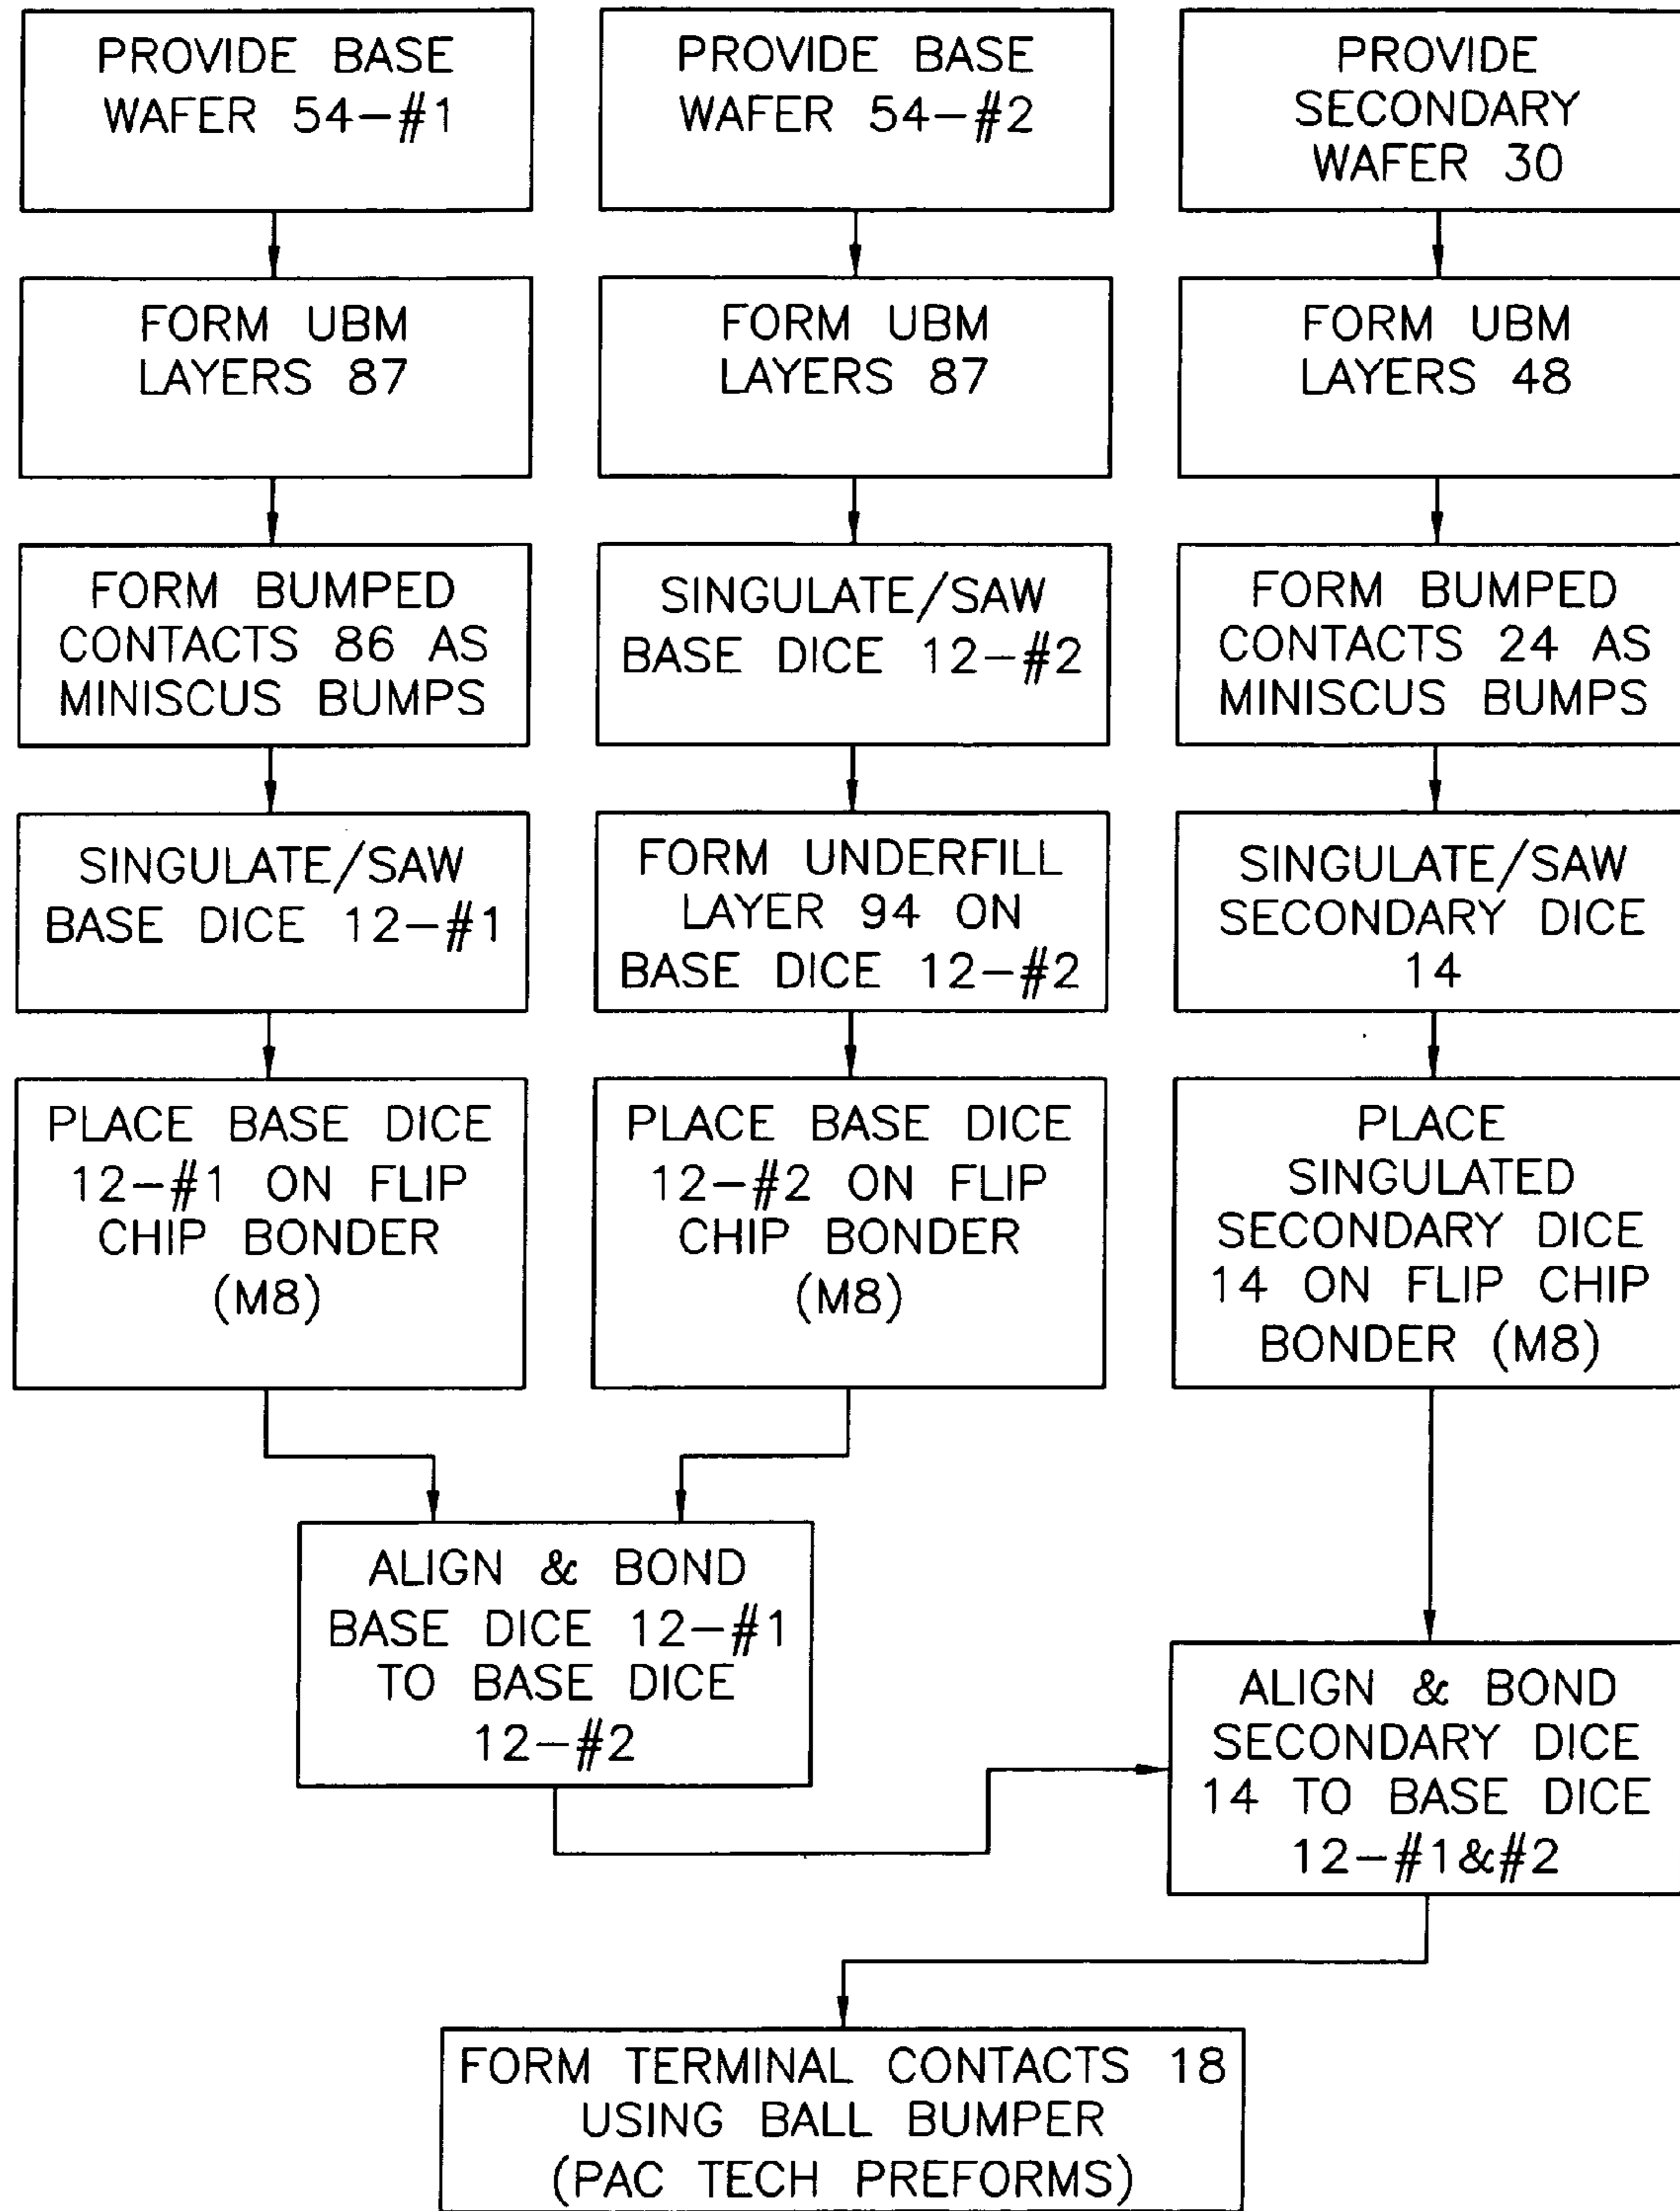 PROVIDE BASE
WAFER 54-#1
PROVIDE BASE
WAFER 54-#2
PROVIDE
SECONDARY
WAFER 30
FORM UBM
LAYERS 87
FORM UBM
LAYERS 87
FORM UBM
LAYERS 48
FORM BUMPED
CONTACTS 86 AS
MINISCUS BUMPS
SINGULATE/SAW
BASE DICE 12-#2
FORM BUMPED
CONTACTS 24 AS
MINISCUS BUMPS
SINGULATE/SAW
BASE DICE 12-#1
FORM UNDERFILL
LAYER 94 ON
BASE DICE 12-#2
SINGULATE/SAW
SECONDARY DICE
14
PLACE BASE DICE
12-#1 ON FLIP
CHIP BONDER
(M8)
PLACE BASE DICE
12-#2 ON FLIP
CHIP BONDER
(M8)
PLACE
SINGULATED
SECONDARY DICE
14 ON FLIP CHIP
BONDER (M8)
ALIGN & BOND
BASE DICE 12-#1
TO BASE DICE
12-#2
ALIGN & BOND
SECONDARY DICE
14 TO BASE DICE
12-#1&#2
FORM TERMINAL CONTACTS 18
USING BALL BUMPER
(PAC TECH PREFORMS)